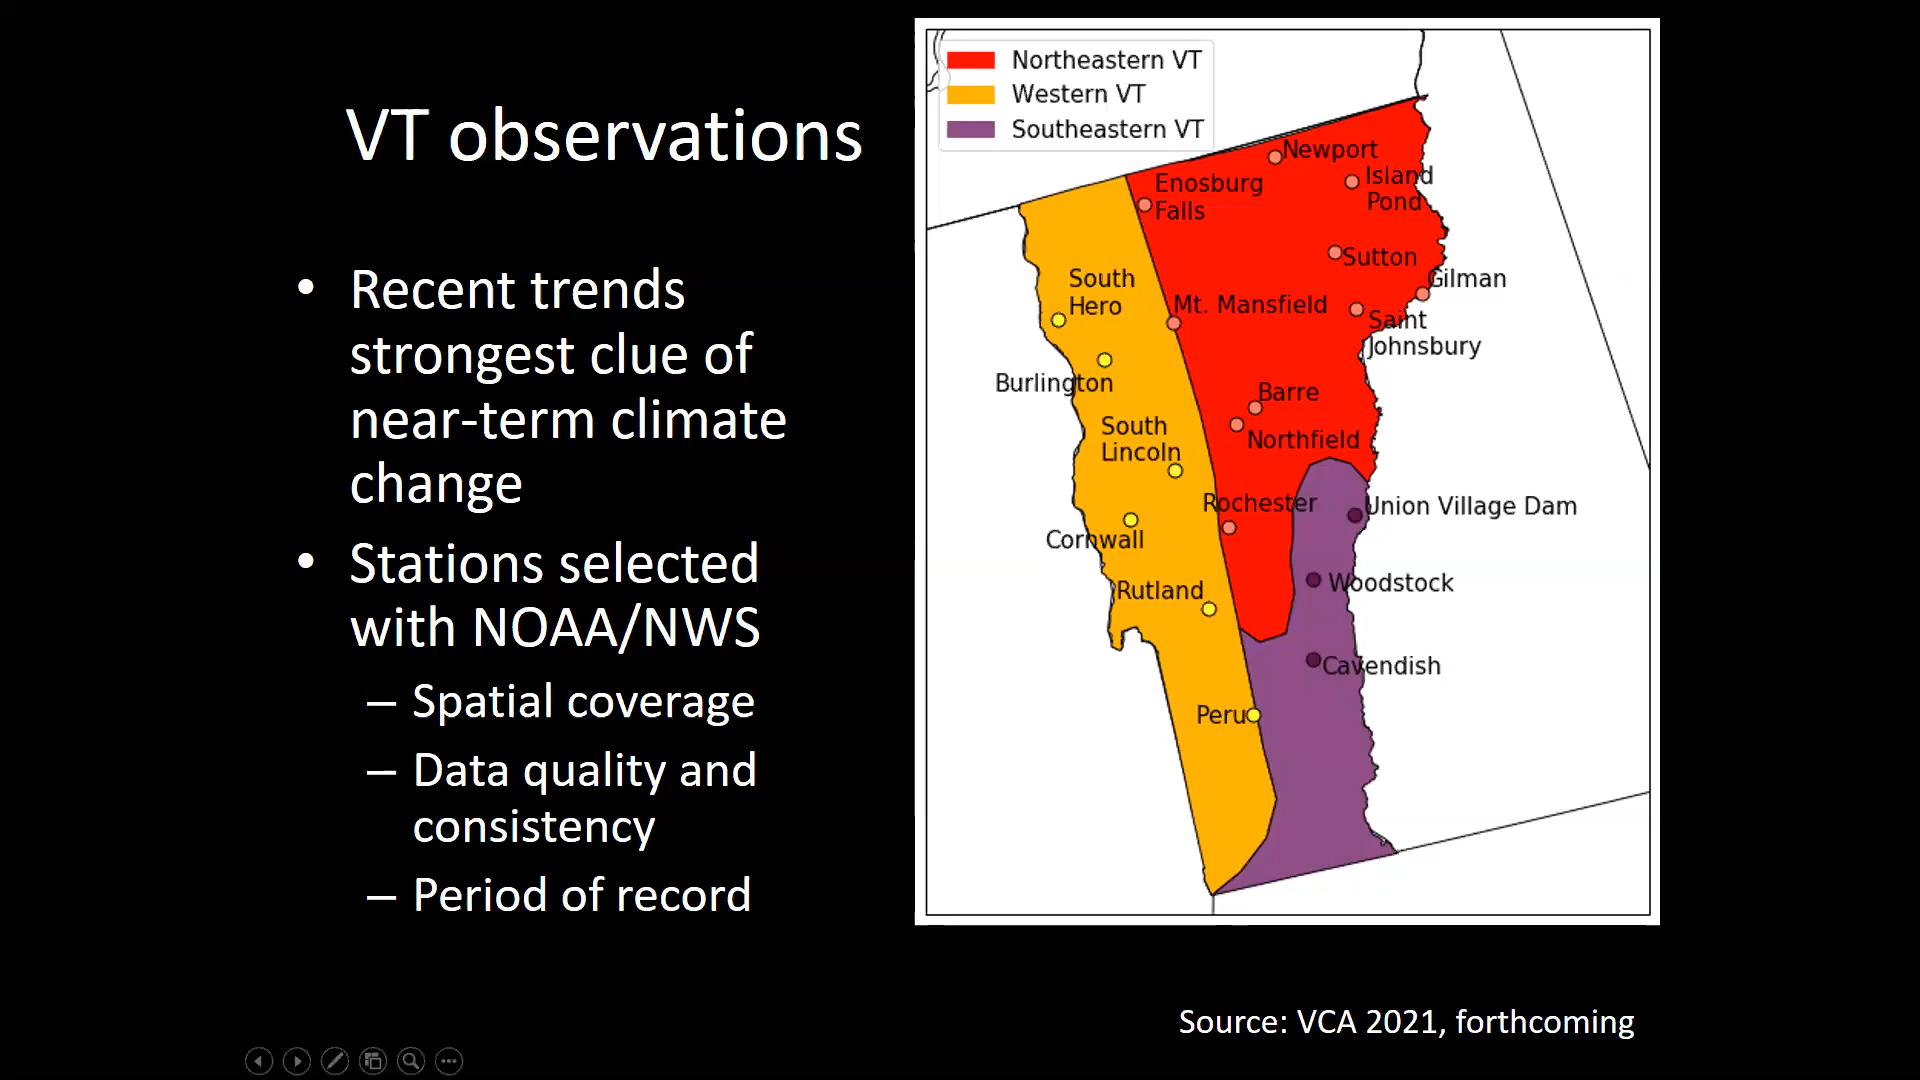 VT observations
• Recent trends
strongest clue of
near-term climate
change
• Stations selected
with NOAA/NWS
– Spatial coverage
– Data quality and
consistency
– Period of record
Northeastern VT
Western VT
Southeastern VT
Newport
Island
Pond
Enosburg
Falls
Sutton
Gilman
South
Hero
Mt. Mansfield
Saint
Johnsbury
Burlington
Barre
South
Lincoln
Northfield
Rochester
Union Village Dam
Cornwall
Rutland
Woodstock
Cavendish
Peru
Source: VCA 2021, forthcoming